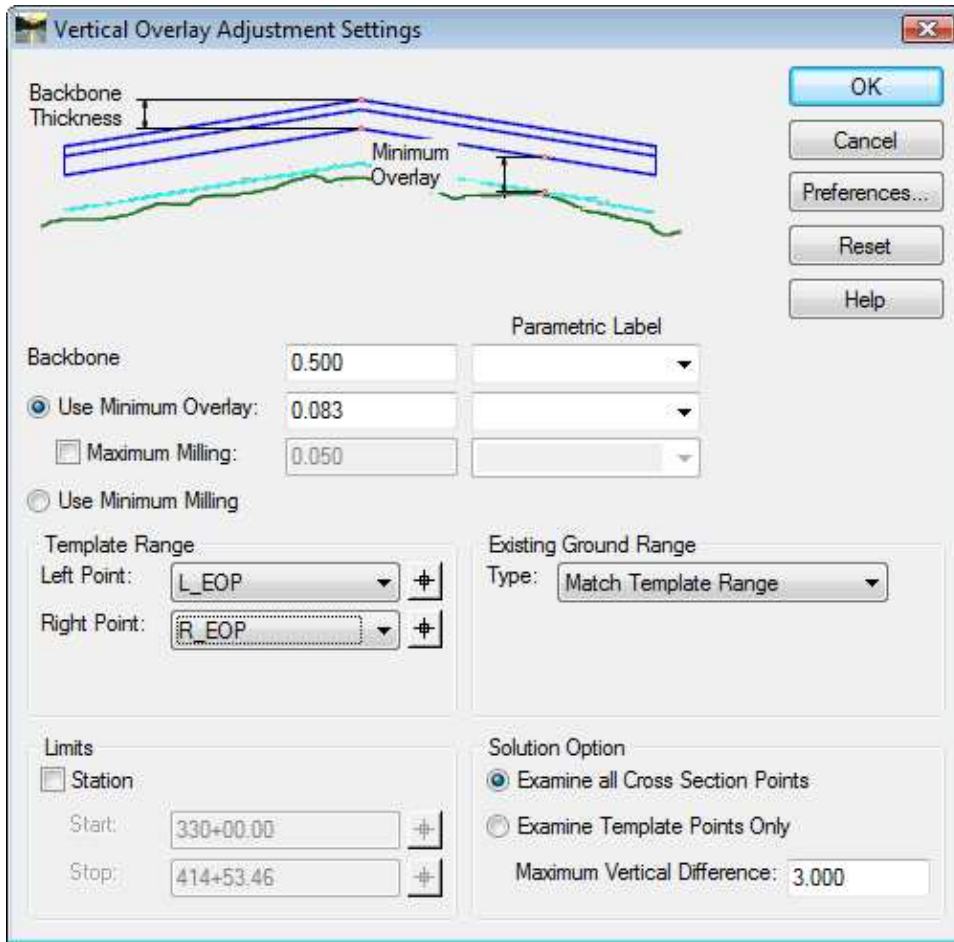 Vertical Overlay Adjustment Settings
Backbone
Thickness
Minimum
Overlay
OK
Cancel
Preferences...
Reset
Help
Parametric Label
Backbone 0.500
Use Minimum Overlay: 0.083
Maximum Milling: 0.050
Use Minimum Milling
Template Range
Left Point: L_EOP
Right Point: R_EOP
Existing Ground Range
Type: Match Template Range
Limits
Station
Start: 330+00.00
Stop: 414+53.46
Solution Option
Examine all Cross Section Points
Examine Template Points Only
Maximum Vertical Difference: 3.000